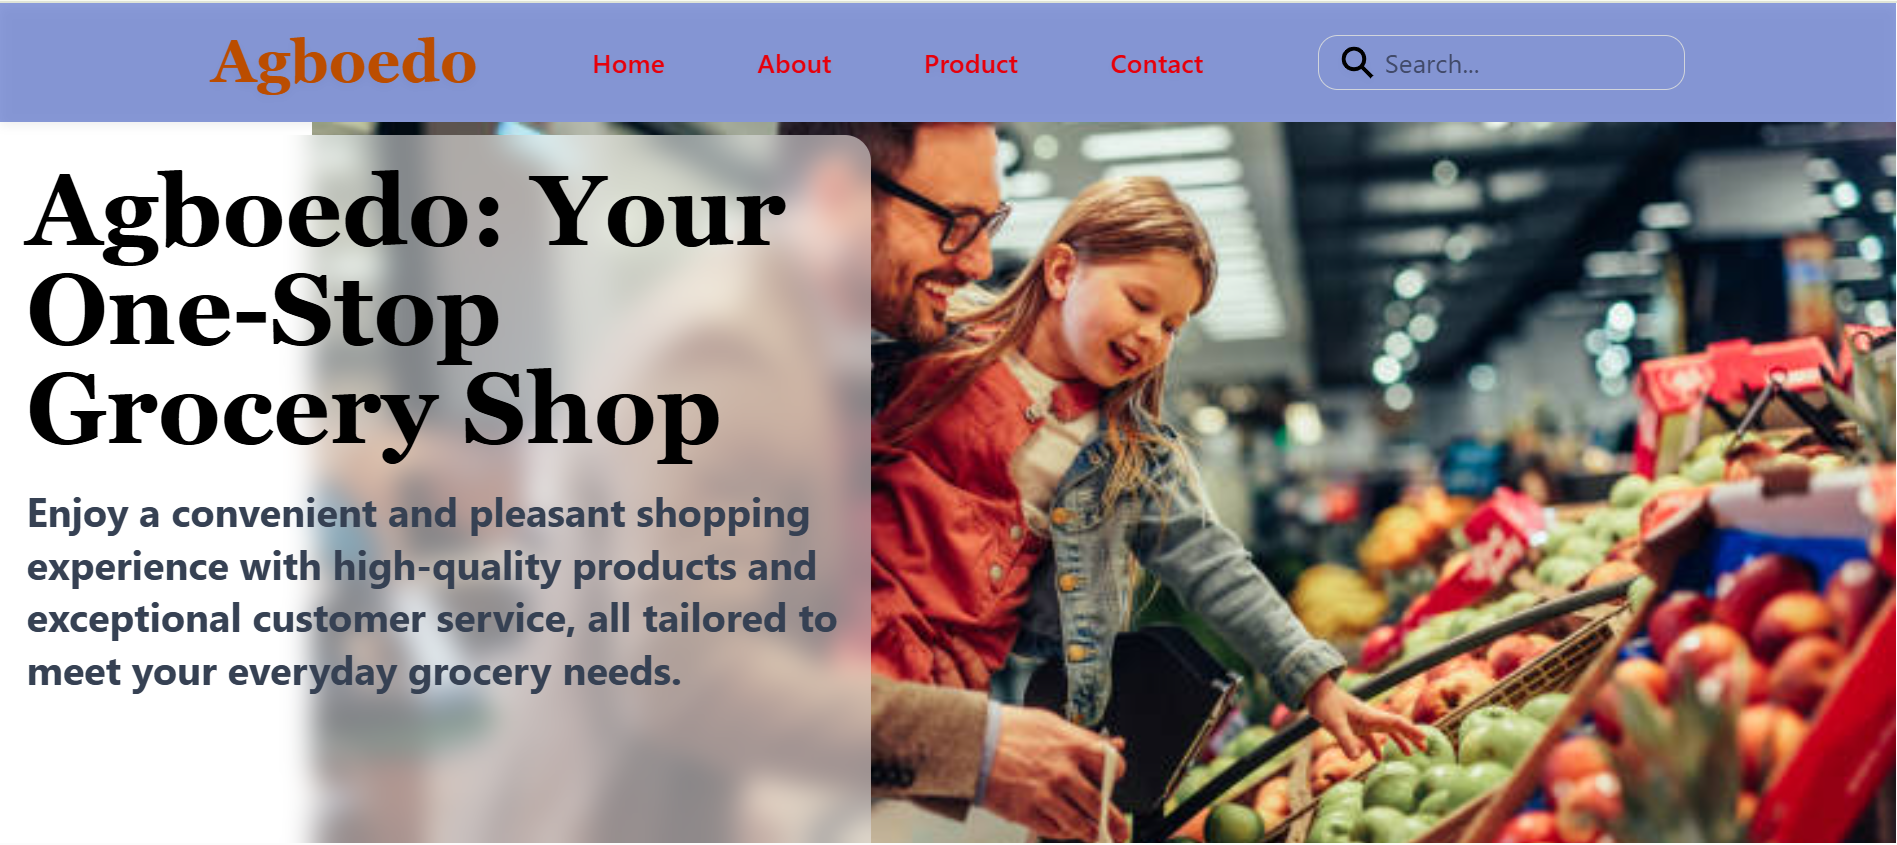 Agboedo
Home
About
Product
Contact
Search...
Agboedo: Your
One-Stop
Grocery Shop
Enjoy a convenient and pleasant shopping
experience with high-quality products and
exceptional customer service, all tailored to
meet your everyday grocery needs.